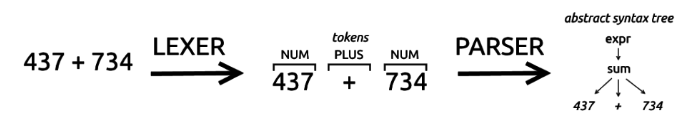 437 + 734
LEXER
tokens
NUM PLUS NUM
437 + 734
PARSER
abstract syntax tree
expr
sum
437 + 734